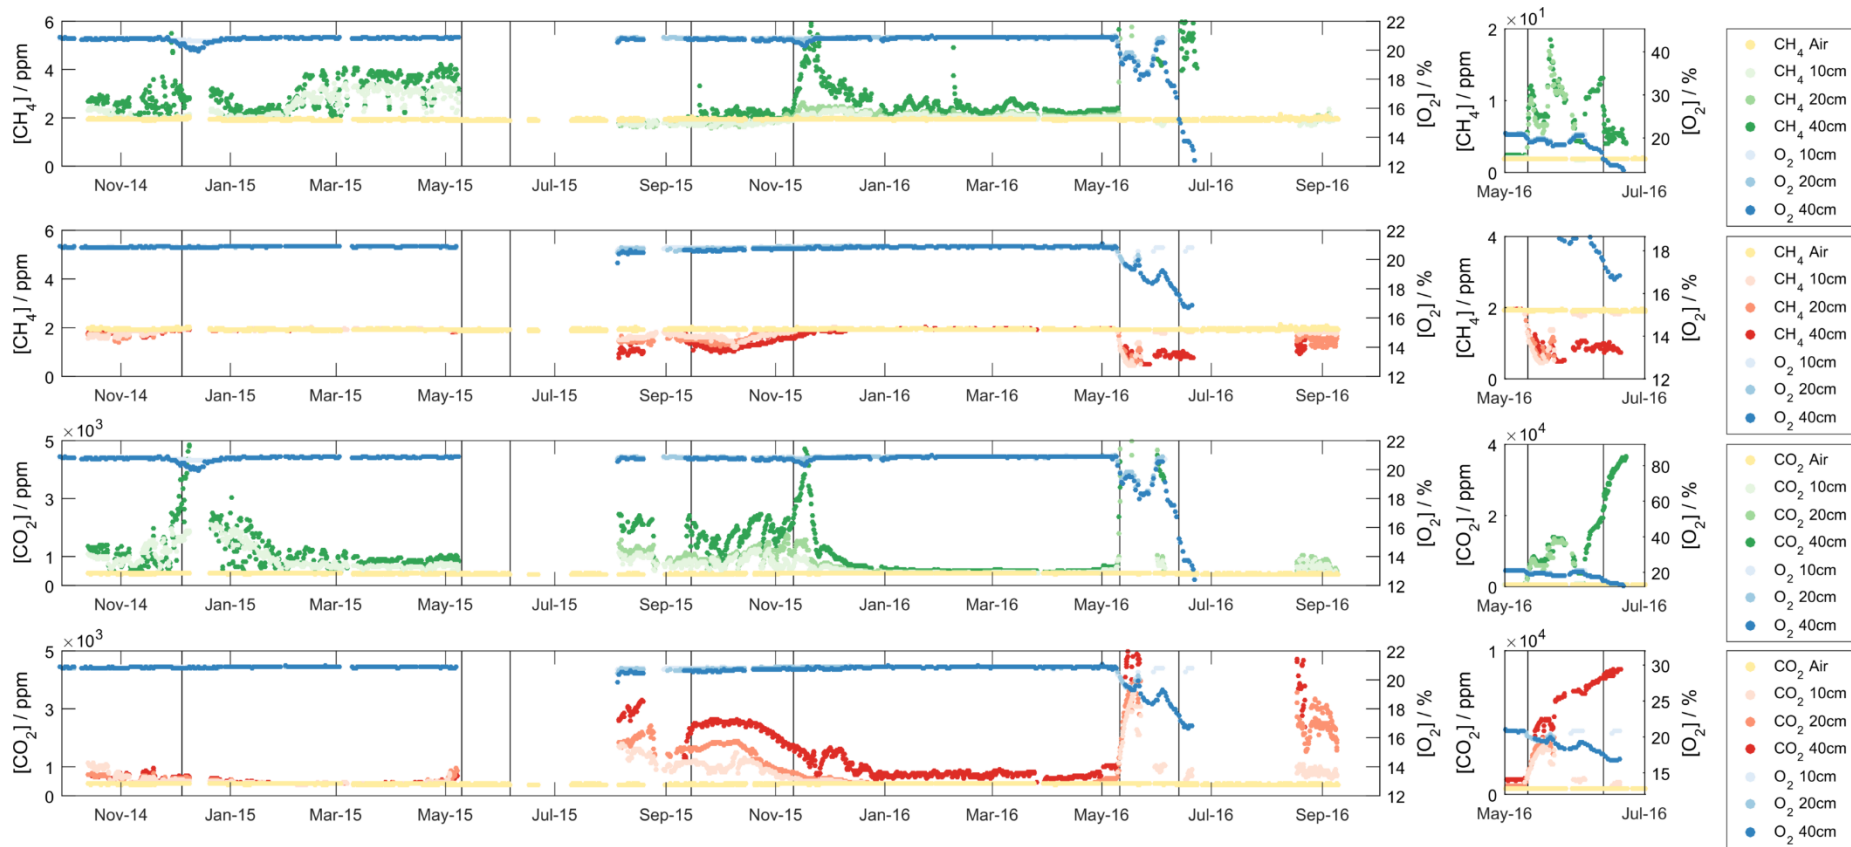 [CH4] / ppm
6
4
2
0
22
20
18
16
14
12
[O2] / %
Nov-14 Jan-15 Mar-15 May-15 Jul-15 Sep-15 Nov-15 Jan-16 Mar-16 May-16 Jul-16 Sep-16
×10¹
[CH4] / ppm
2
1
0
40
30
20
[O2] / %
May-16 Jul-16
CH4 Air
CH4 10cm
CH4 20cm
CH4 40cm
O2 10cm
O2 20cm
O2 40cm
[CH4] / ppm
6
4
2
0
22
20
18
16
14
12
[O2] / %
Nov-14 Jan-15 Mar-15 May-15 Jul-15 Sep-15 Nov-15 Jan-16 Mar-16 May-16 Jul-16 Sep-16
[CH4] / ppm
4
3
2
1
0
18
16
14
12
[O2] / %
May-16 Jul-16
CH4 Air
CH4 10cm
CH4 20cm
CH4 40cm
O2 10cm
O2 20cm
O2 40cm
×10³
[CO2] / ppm
5
3
1
0
22
20
18
16
14
12
[O2] / %
Nov-14 Jan-15 Mar-15 May-15 Jul-15 Sep-15 Nov-15 Jan-16 Mar-16 May-16 Jul-16 Sep-16
×10⁴
[CO2] / ppm
4
2
0
80
60
40
20
[O2] / %
May-16 Jul-16
CO2 Air
CO2 10cm
CO2 20cm
CO2 40cm
O2 10cm
O2 20cm
O2 40cm
×10³
[CO2] / ppm
5
3
1
0
22
20
18
16
14
12
[O2] / %
Nov-14 Jan-15 Mar-15 May-15 Jul-15 Sep-15 Nov-15 Jan-16 Mar-16 May-16 Jul-16 Sep-16
×10⁴
[CO2] / ppm
1
0
30
25
20
15
[O2] / %
May-16 Jul-16
CO2 Air
CO2 10cm
CO2 20cm
CO2 40cm
O2 10cm
O2 20cm
O2 40cm